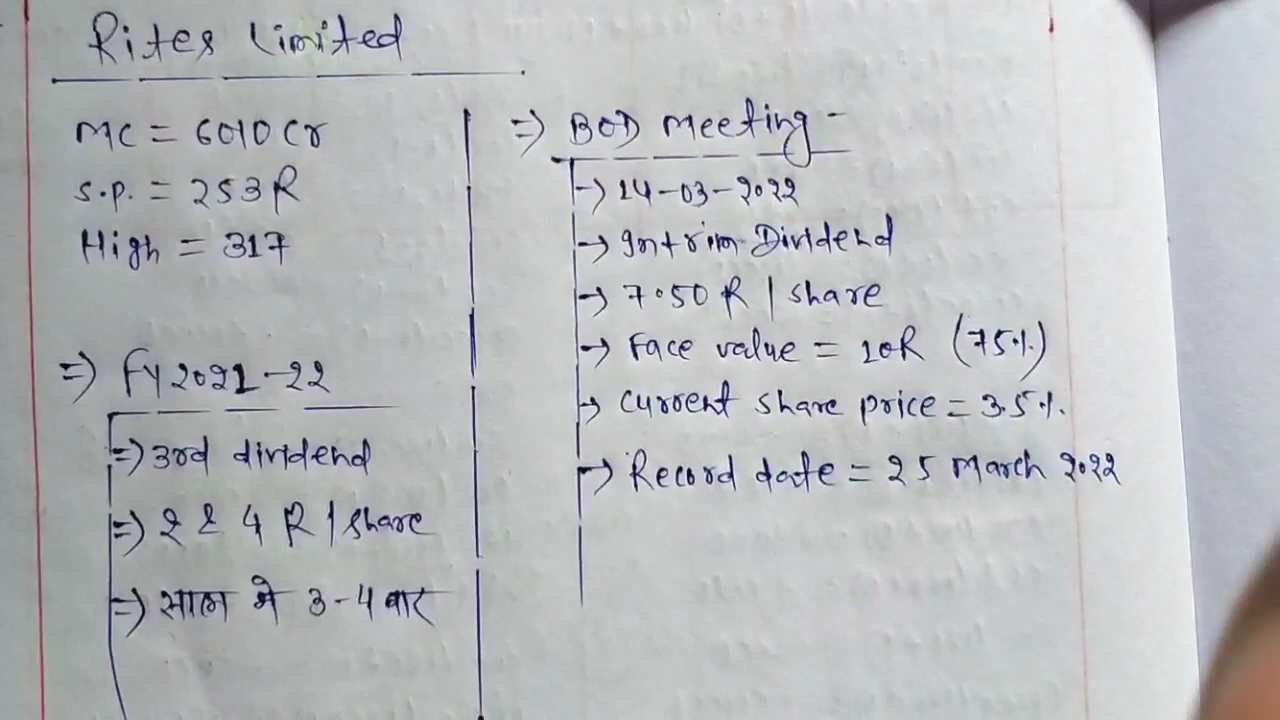 Rites Limited
MC = 6010 Cr
S.P. = 253 R
High = 317
=> FY 2021-22
=> 3rd dividend
=> 2 & 4 R / share
=> साल मे 3-4 बार
=> BOD Meeting -
-> 14-03-2022
-> Intrim Dividend
-> 7.50 R / share
-> Face value = 10R (75%)
-> Current share price = 3.5%.
-> Record date = 25 March 2022